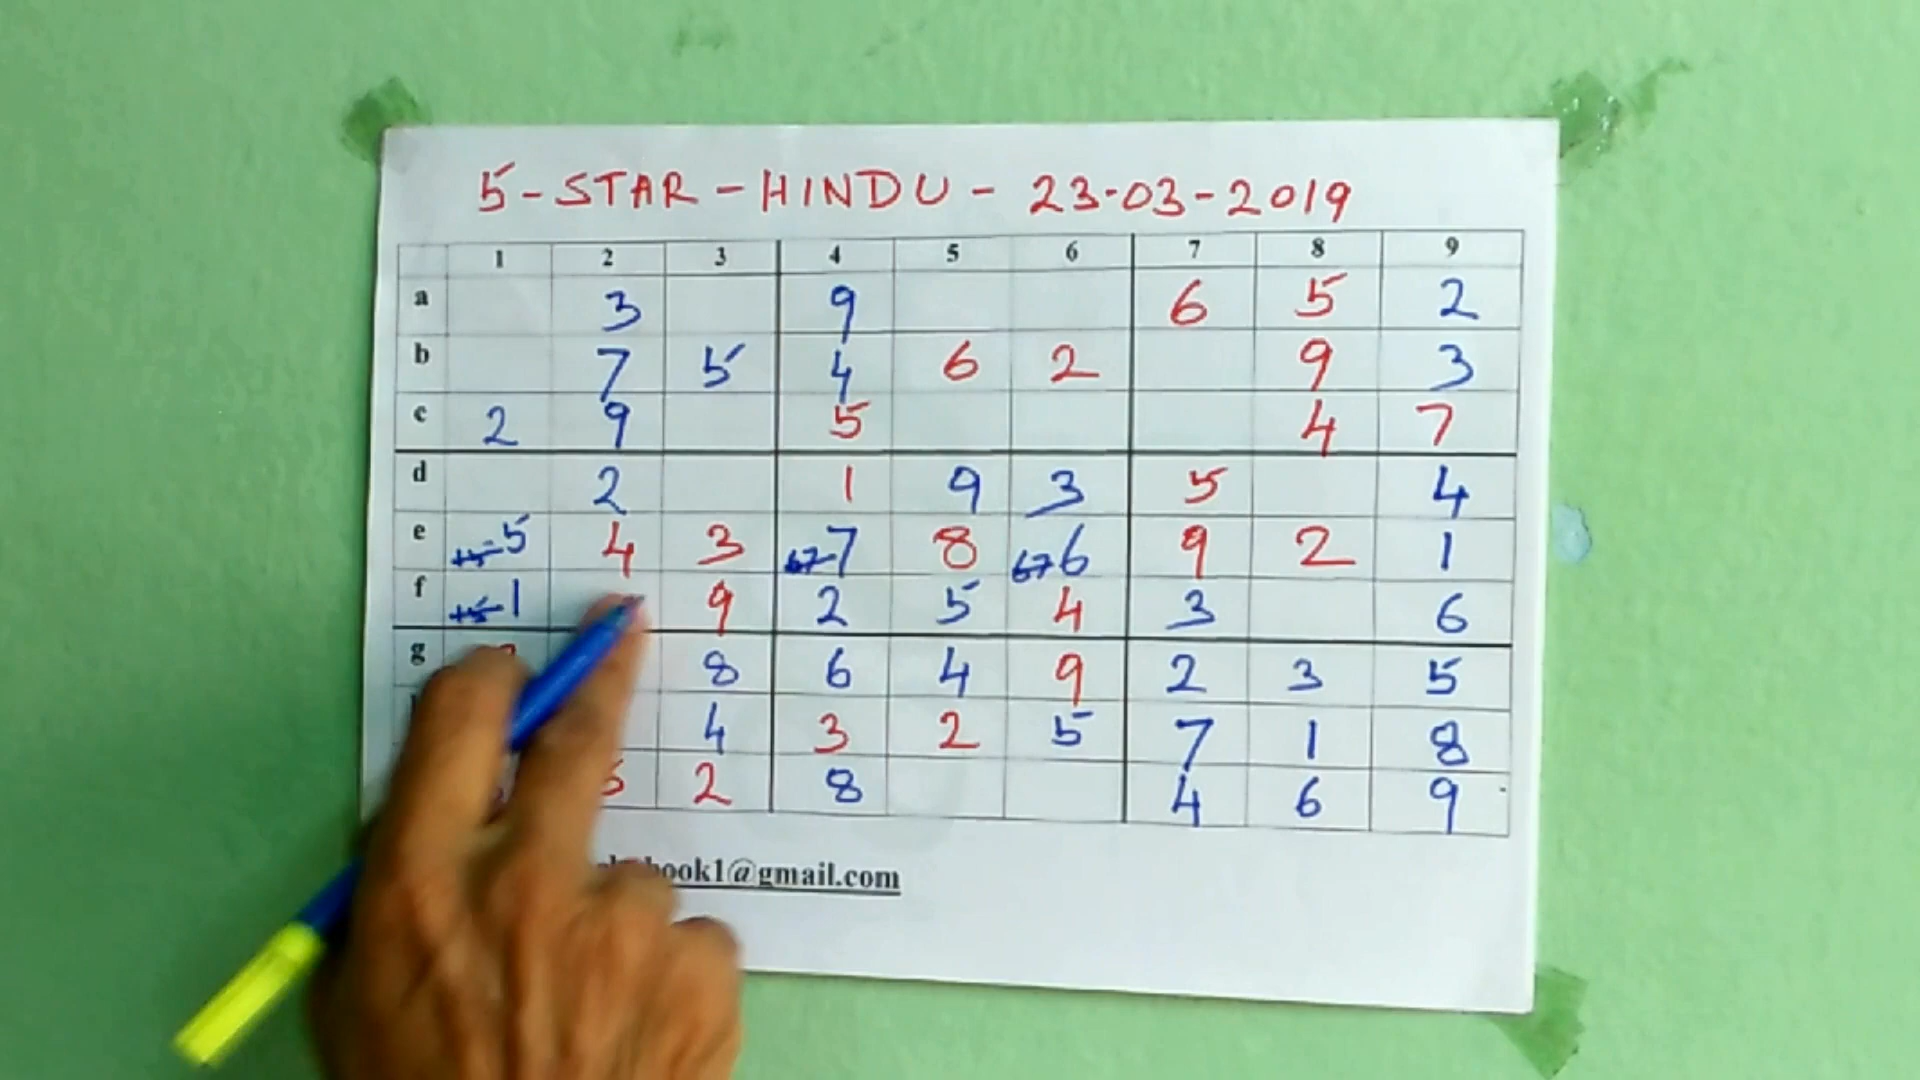 5-STAR-HINDU-23-03-2019
1 2 3 4 5 6 7 8 9
a 3 9 6 5 2
b 7 5 4 6 2 9 3
c 2 9 5 4 7
d 2 1 9 3 5 4
e 5 4 3 67 7 8 67 6 9 2 1
f 1 9 2 5 4 3 6
g 8 6 4 9 2 3 5
4 3 2 5 7 1 8
2 8 4 6 9
book1@gmail.com